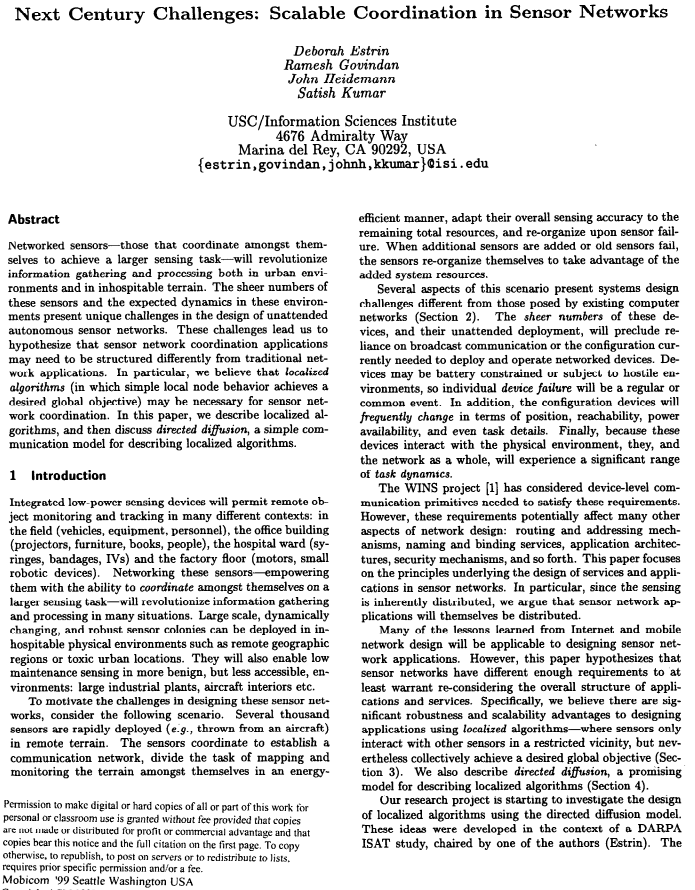 Next Century Challenges: Scalable Coordination in Sensor Networks
Deborah Estrin
Ramesh Govindan
John Heidemann
Satish Kumar
USC/Information Sciences Institute
4676 Admiralty Way
Marina del Rey, CA 90292, USA
{estrin,govindan,johnh,kkumar}@isi.edu
Abstract
Networked sensors—those that coordinate amongst them-
selves to achieve a larger sensing task—will revolutionize
information gathering and processing both in urban envi-
ronments and in inhospitable terrain. The sheer numbers of
these sensors and the expected dynamics in these environ-
ments present unique challenges in the design of unattended
autonomous sensor networks. These challenges lead us to
hypothesize that sensor network coordination applications
may need to be structured differently from traditional net-
work applications. In particular, we believe that localized
algorithms (in which simple local node behavior achieves a
desired global objective) may be necessary for sensor net-
work coordination. In this paper, we describe localized al-
gorithms, and then discuss directed diffusion, a simple com-
munication model for describing localized algorithms.
1 Introduction
Integrated low-power sensing devices will permit remote ob-
ject monitoring and tracking in many different contexts: in
the field (vehicles, equipment, personnel), the office building
(projectors, furniture, books, people), the hospital ward (sy-
ringes, bandages, IVs) and the factory floor (motors, small
robotic devices). Networking these sensors—empowering
them with the ability to coordinate amongst themselves on a
larger sensing task—will revolutionize information gathering
and processing in many situations. Large scale, dynamically
changing, and robust sensor colonies can be deployed in in-
hospitable physical environments such as remote geographic
regions or toxic urban locations. They will also enable low
maintenance sensing in more benign, but less accessible, en-
vironments: large industrial plants, aircraft interiors etc.
To motivate the challenges in designing these sensor net-
works, consider the following scenario. Several thousand
sensors are rapidly deployed (e.g., thrown from an aircraft)
in remote terrain. The sensors coordinate to establish a
communication network, divide the task of mapping and
monitoring the terrain amongst themselves in an energy-
Permission to make digital or hard copies of all or part of this work for
personal or classroom use is granted without fee provided that copies
are not made or distributed for profit or commercial advantage and that
copies bear this notice and the full citation on the first page. To copy
otherwise, to republish, to post on servers or to redistribute to lists,
requires prior specific permission and/or a fee.
Mobicom '99 Seattle Washington USA
efficient manner, adapt their overall sensing accuracy to the
remaining total resources, and re-organize upon sensor fail-
ure. When additional sensors are added or old sensors fail,
the sensors re-organize themselves to take advantage of the
added system resources.
Several aspects of this scenario present systems design
challenges different from those posed by existing computer
networks (Section 2). The sheer numbers of these de-
vices, and their unattended deployment, will preclude re-
liance on broadcast communication or the configuration cur-
rently needed to deploy and operate networked devices. De-
vices may be battery constrained or subject to hostile en-
vironments, so individual device failure will be a regular or
common event. In addition, the configuration devices will
frequently change in terms of position, reachability, power
availability, and even task details. Finally, because these
devices interact with the physical environment, they, and
the network as a whole, will experience a significant range
of task dynamics.
The WINS project [1] has considered device-level com-
munication primitives needed to satisfy these requirements.
However, these requirements potentially affect many other
aspects of network design: routing and addressing mech-
anisms, naming and binding services, application architec-
tures, security mechanisms, and so forth. This paper focuses
on the principles underlying the design of services and appli-
cations in sensor networks. In particular, since the sensing
is inherently distributed, we argue that sensor network ap-
plications will themselves be distributed.
Many of the lessons learned from Internet and mobile
network design will be applicable to designing sensor net-
work applications. However, this paper hypothesizes that
sensor networks have different enough requirements to at
least warrant re-considering the overall structure of appli-
cations and services. Specifically, we believe there are sig-
nificant robustness and scalability advantages to designing
applications using localized algorithms—where sensors only
interact with other sensors in a restricted vicinity, but nev-
ertheless collectively achieve a desired global objective (Sec-
tion 3). We also describe directed diffusion, a promising
model for describing localized algorithms (Section 4).
Our research project is starting to investigate the design
of localized algorithms using the directed diffusion model.
These ideas were developed in the context of a DARPA
ISAT study, chaired by one of the authors (Estrin). The